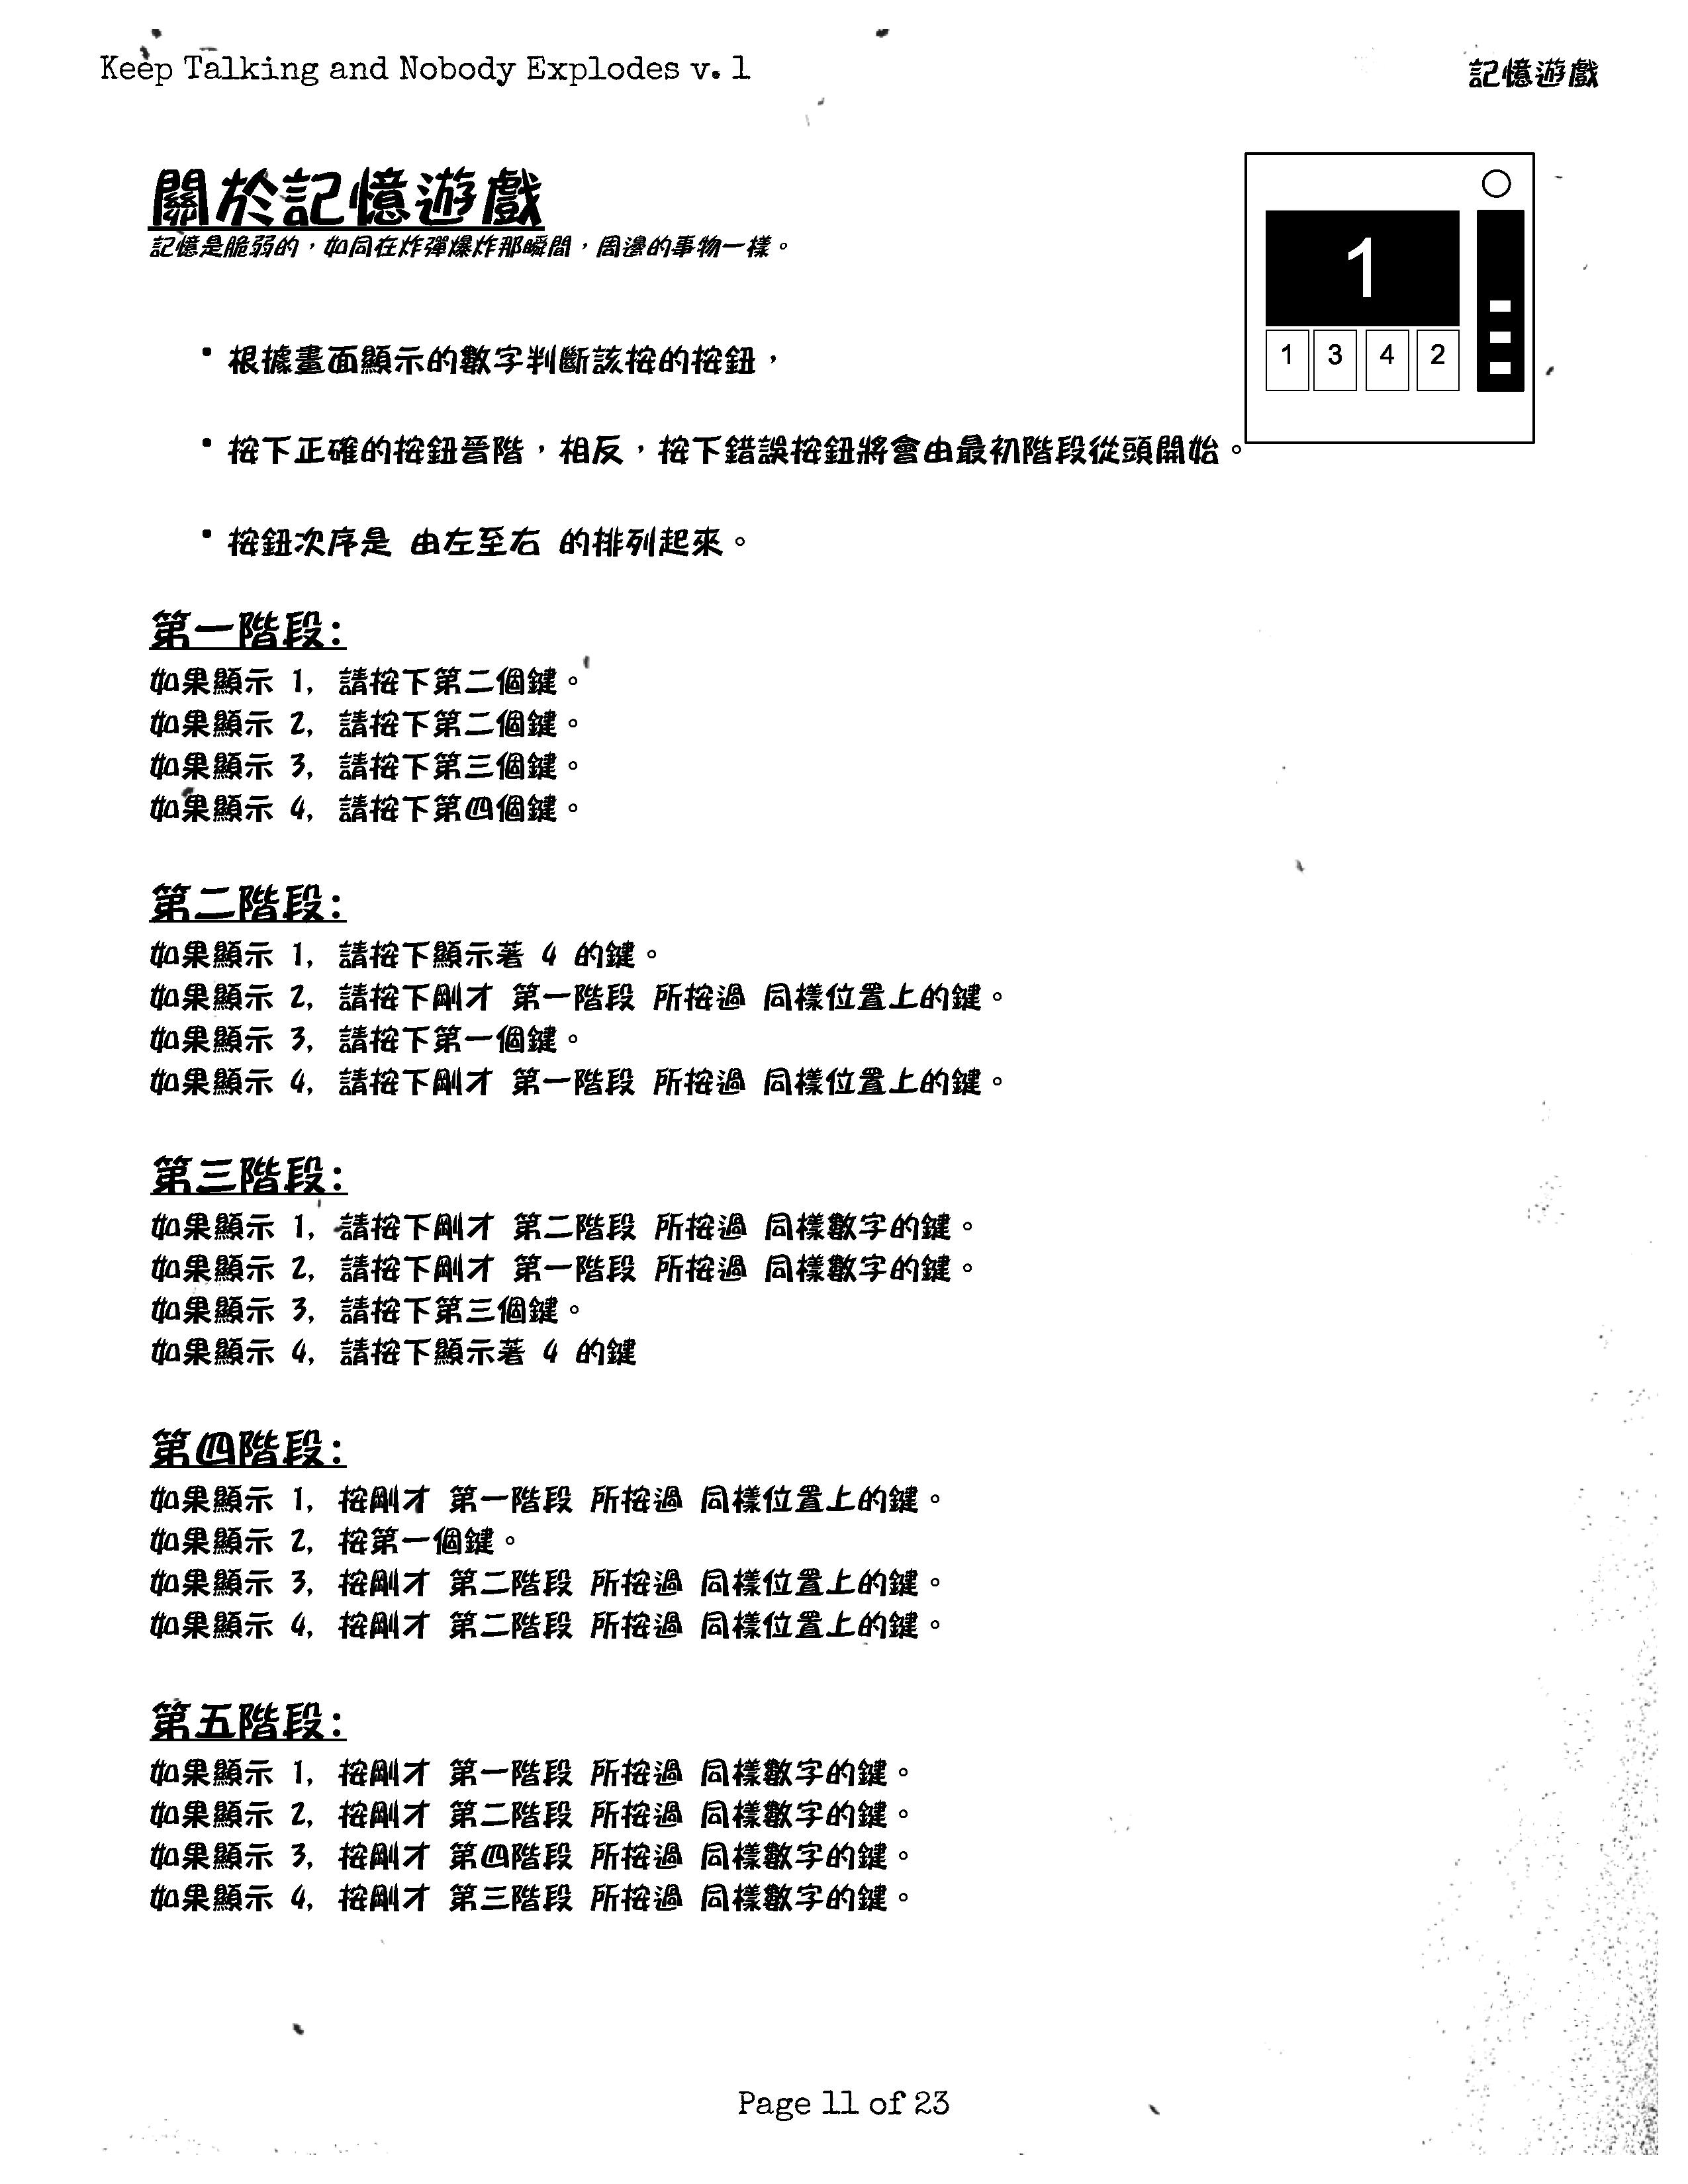 Keep Talking and Nobody Explodes v. 1
記憶遊戲
關於記憶遊戲
記憶是脆弱的，如同在炸彈爆炸那瞬間，周邊的事物一樣。
1
1 3 4 2
· 根據畫面顯示的數字判斷該按的按鈕，
· 按下正確的按鈕晉階，相反，按下錯誤按鈕將會由最初階段從頭開始。
· 按鈕次序是 由左至右 的排列起來。
第一階段:
如果顯示 1, 請按下第二個鍵。
如果顯示 2, 請按下第二個鍵。
如果顯示 3, 請按下第三個鍵。
如果顯示 4, 請按下第四個鍵。
第二階段:
如果顯示 1, 請按下顯示著 4 的鍵。
如果顯示 2, 請按下剛才 第一階段 所按過 同樣位置上的鍵。
如果顯示 3, 請按下第一個鍵。
如果顯示 4, 請按下剛才 第一階段 所按過 同樣位置上的鍵。
第三階段:
如果顯示 1, 請按下剛才 第二階段 所按過 同樣數字的鍵。
如果顯示 2, 請按下剛才 第一階段 所按過 同樣數字的鍵。
如果顯示 3, 請按下第三個鍵。
如果顯示 4, 請按下顯示著 4 的鍵
第四階段:
如果顯示 1, 按剛才 第一階段 所按過 同樣位置上的鍵。
如果顯示 2, 按第一個鍵。
如果顯示 3, 按剛才 第二階段 所按過 同樣位置上的鍵。
如果顯示 4, 按剛才 第二階段 所按過 同樣位置上的鍵。
第五階段:
如果顯示 1, 按剛才 第一階段 所按過 同樣數字的鍵。
如果顯示 2, 按剛才 第二階段 所按過 同樣數字的鍵。
如果顯示 3, 按剛才 第四階段 所按過 同樣數字的鍵。
如果顯示 4, 按剛才 第三階段 所按過 同樣數字的鍵。
Page 11 of 23